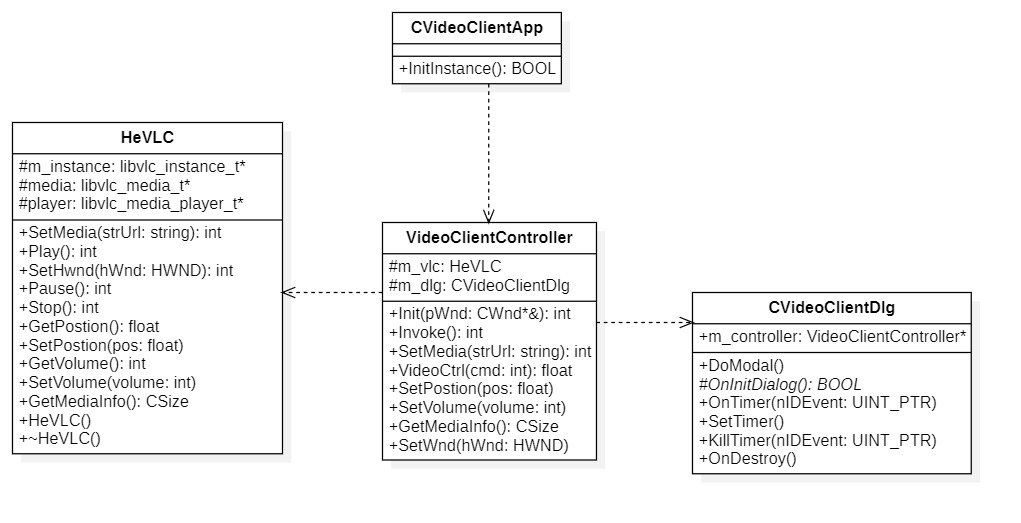 CVideoClientApp
+InitInstance(): BOOL
HeVLC
#m_instance: libvlc_instance_t*
#media: libvlc_media_t*
#player: libvlc_media_player_t*
+SetMedia(strUrl: string): int
+Play(): int
+SetHwnd(hWnd: HWND): int
+Pause(): int
+Stop(): int
+GetPostion(): float
+SetPostion(pos: float)
+GetVolume(): int
+SetVolume(volume: int)
+GetMediaInfo(): CSize
+HeVLC()
+~HeVLC()
VideoClientController
#m_vlc: HeVLC
#m_dlg: CVideoClientDlg
+Init(pWnd: CWnd*&): int
+Invoke(): int
+SetMedia(strUrl: string): int
+VideoCtrl(cmd: int): float
+SetPostion(pos: float)
+SetVolume(volume: int)
+GetMediaInfo(): CSize
+SetWnd(hWnd: HWND)
CVideoClientDlg
+m_controller: VideoClientController*
+DoModal()
#OnInitDialog(): BOOL
+OnTimer(nIDEvent: UINT_PTR)
+SetTimer()
+KillTimer(nIDEvent: UINT_PTR)
+OnDestroy()